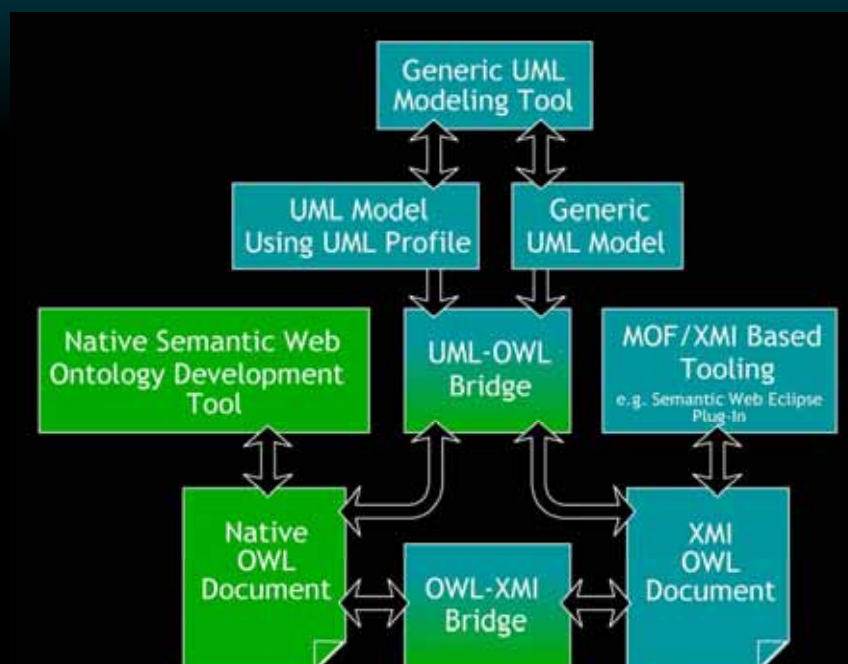 Generic UML
Modeling Tool
UML Model
Using UML Profile
Generic
UML Model
Native Semantic Web
Ontology Development
Tool
UML-OWL
Bridge
MOF/XMI Based
Tooling
e.g. Semantic Web Eclipse
Plug-In
Native
OWL
Document
OWL-XMI
Bridge
XMI
OWL
Document